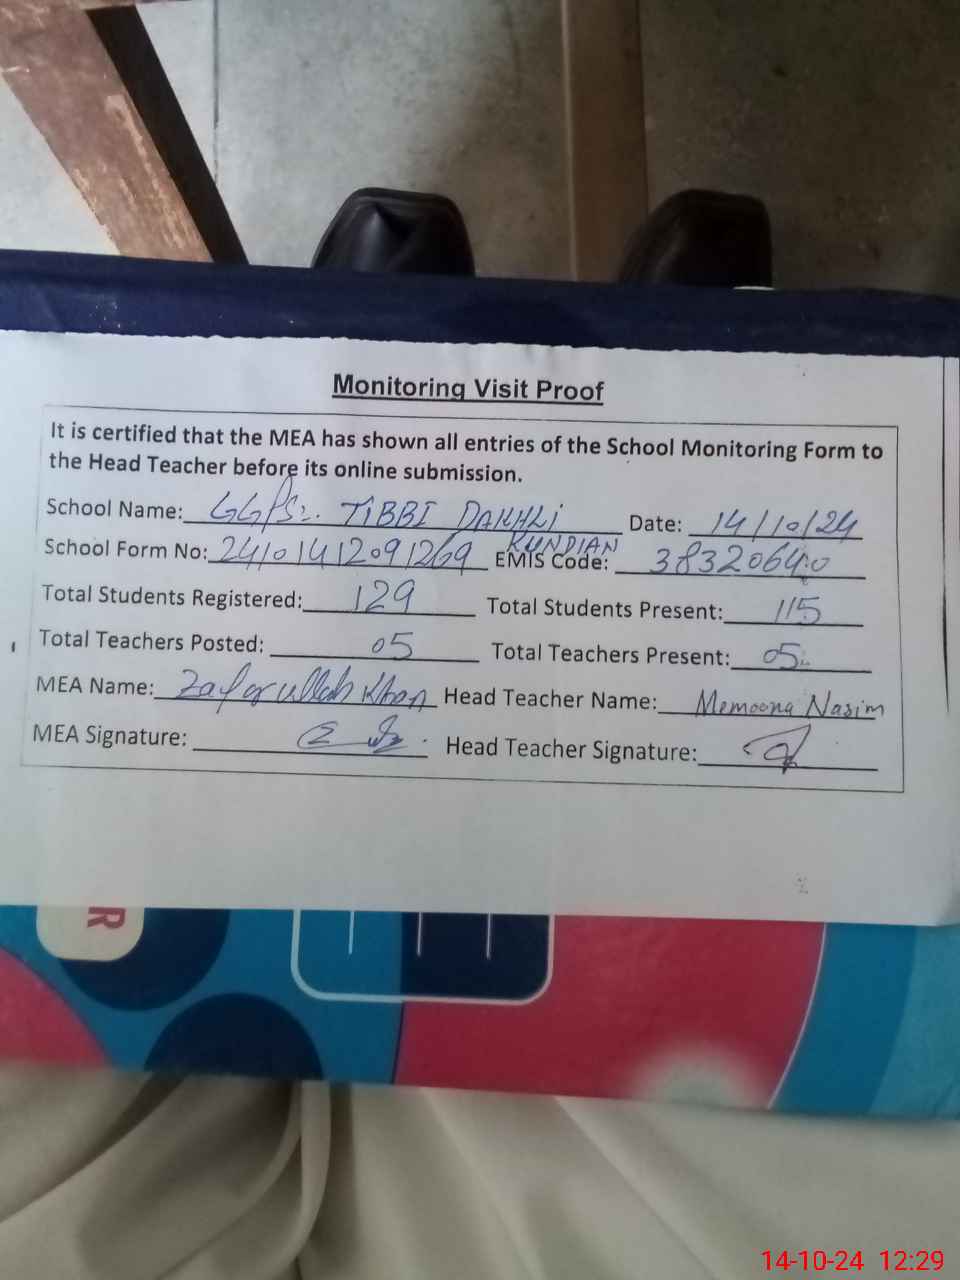 Monitoring Visit Proof
It is certified that the MEA has shown all entries of the School Monitoring Form to
the Head Teacher before its online submission.
School Name: GGPS:. TIBBI DAKHLI KUNDIAN Date: 14/10/24
School Form No: 24101412091269 EMIS Code: 38320640
Total Students Registered: 129 Total Students Present: 115
Total Teachers Posted: 05 Total Teachers Present: 05
MEA Name: Zafarullah Khan Head Teacher Name: Memoona Nasim
MEA Signature: Head Teacher Signature:
R
14-10-24 12:29